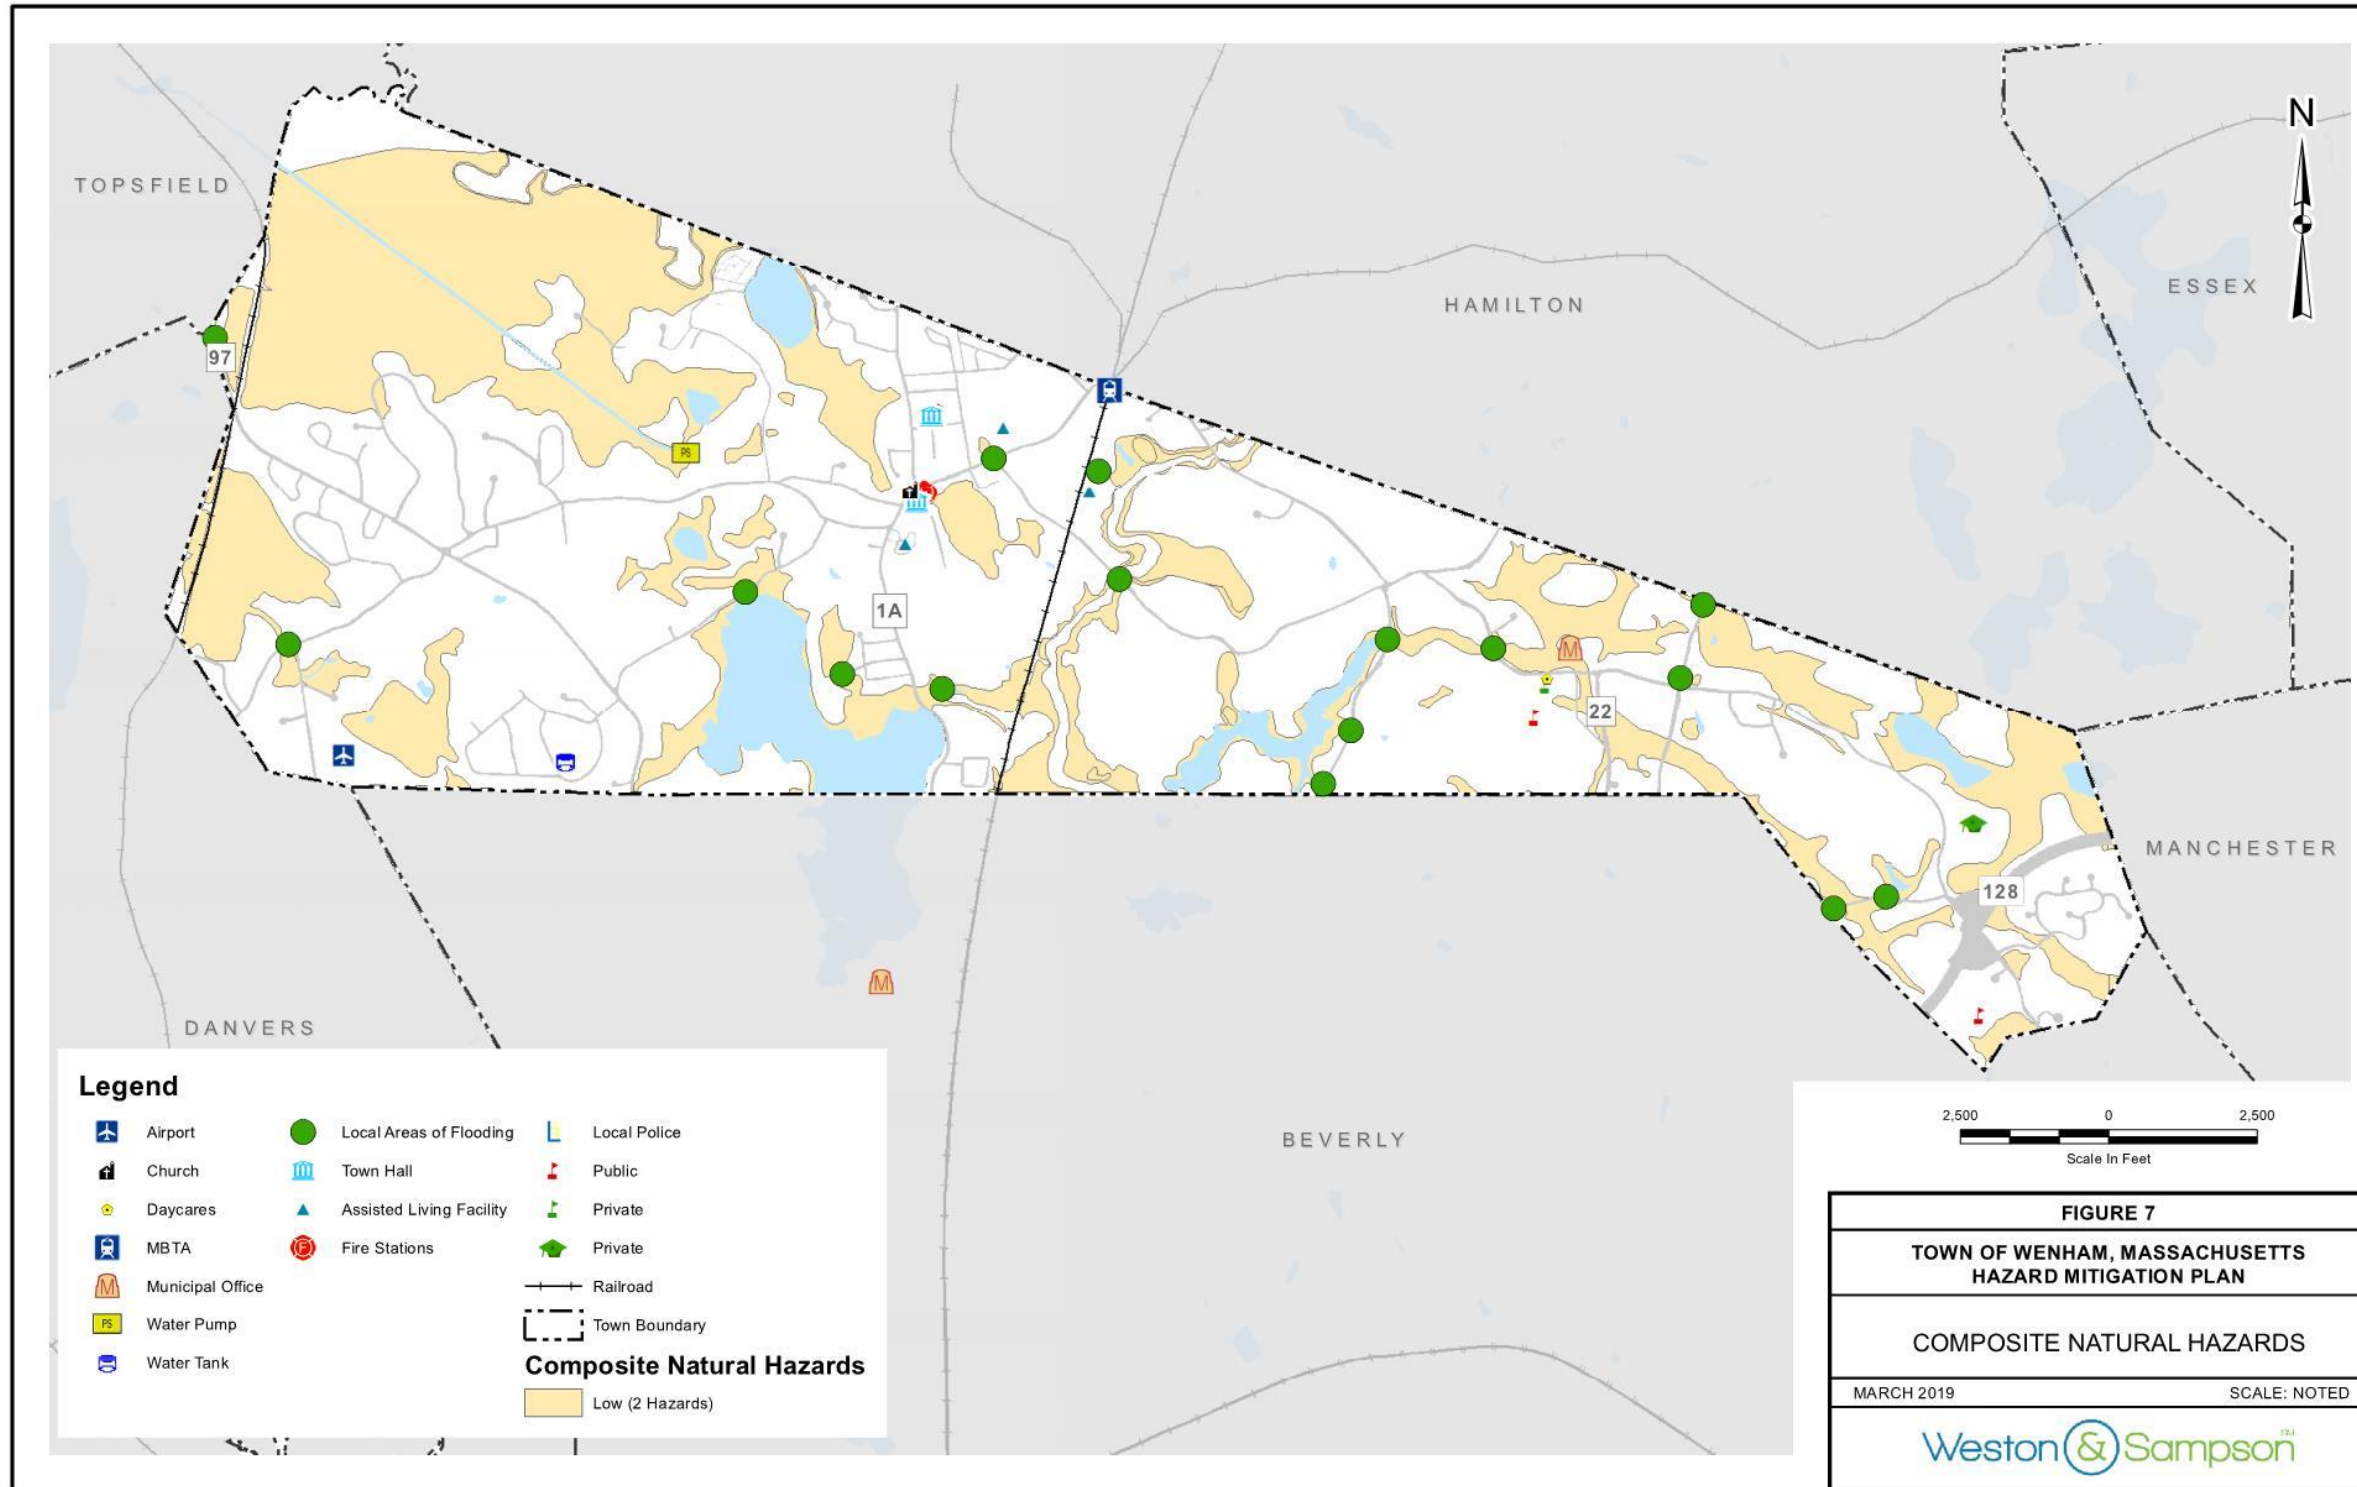 N
TOPSFIELD
ESSEX
HAMILTON
97
PS
1A
M
22
MANCHESTER
128
M
DANVERS
BEVERLY
Legend
Airport
Local Areas of Flooding
Local Police
Church
Town Hall
Public
Daycares
Assisted Living Facility
Private
MBTA
F
Fire Stations
Private
M
Municipal Office
Railroad
PS
Water Pump
Town Boundary
Water Tank
Composite Natural Hazards
Low (2 Hazards)
2,500 0 2,500
Scale In Feet
FIGURE 7
TOWN OF WENHAM, MASSACHUSETTS
HAZARD MITIGATION PLAN
COMPOSITE NATURAL HAZARDS
MARCH 2019 SCALE: NOTED
Weston & Sampson SM